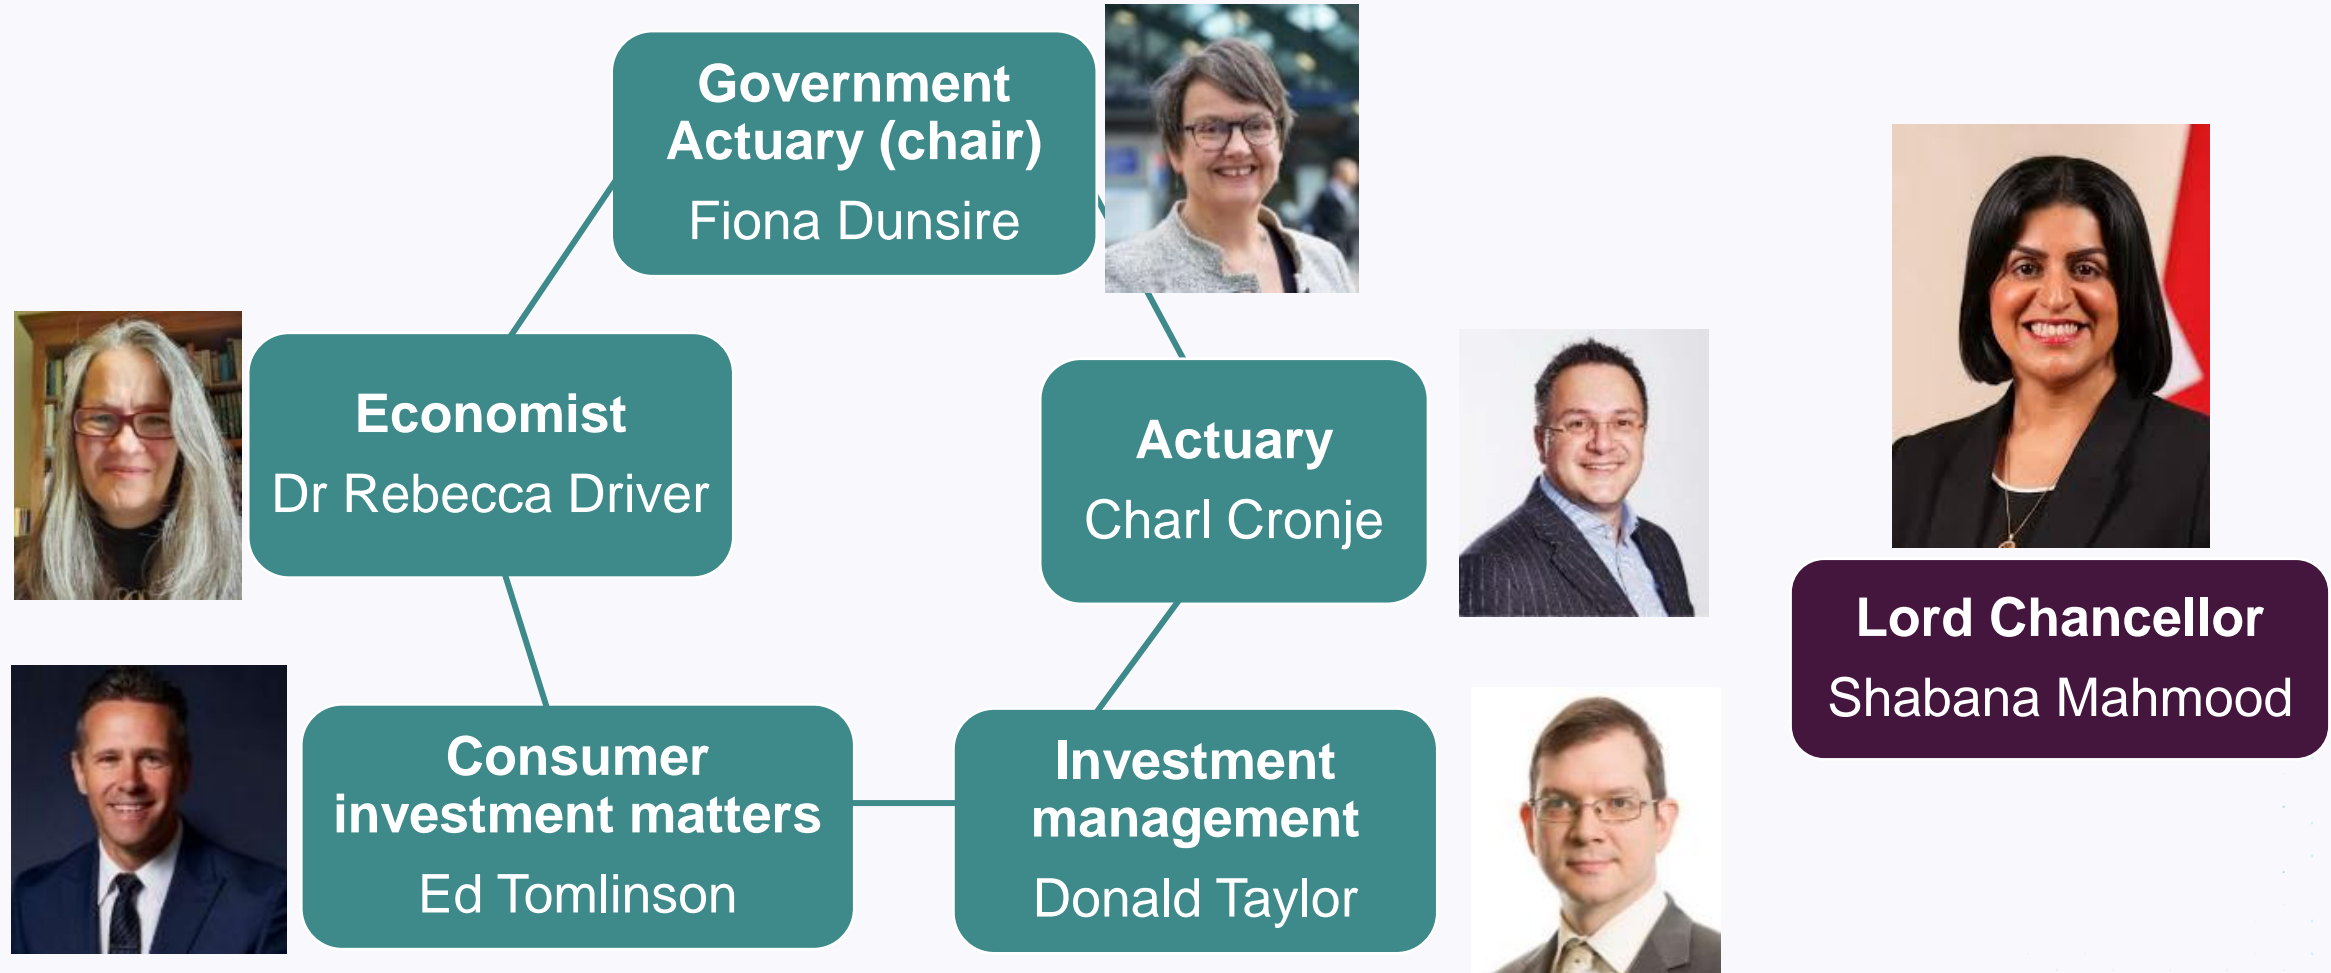 Government
Actuary (chair)
Fiona Dunsire
Economist
Dr Rebecca Driver
Actuary
Charl Cronje
Consumer
investment matters
Ed Tomlinson
Investment
management
Donald Taylor
Lord Chancellor
Shabana Mahmood